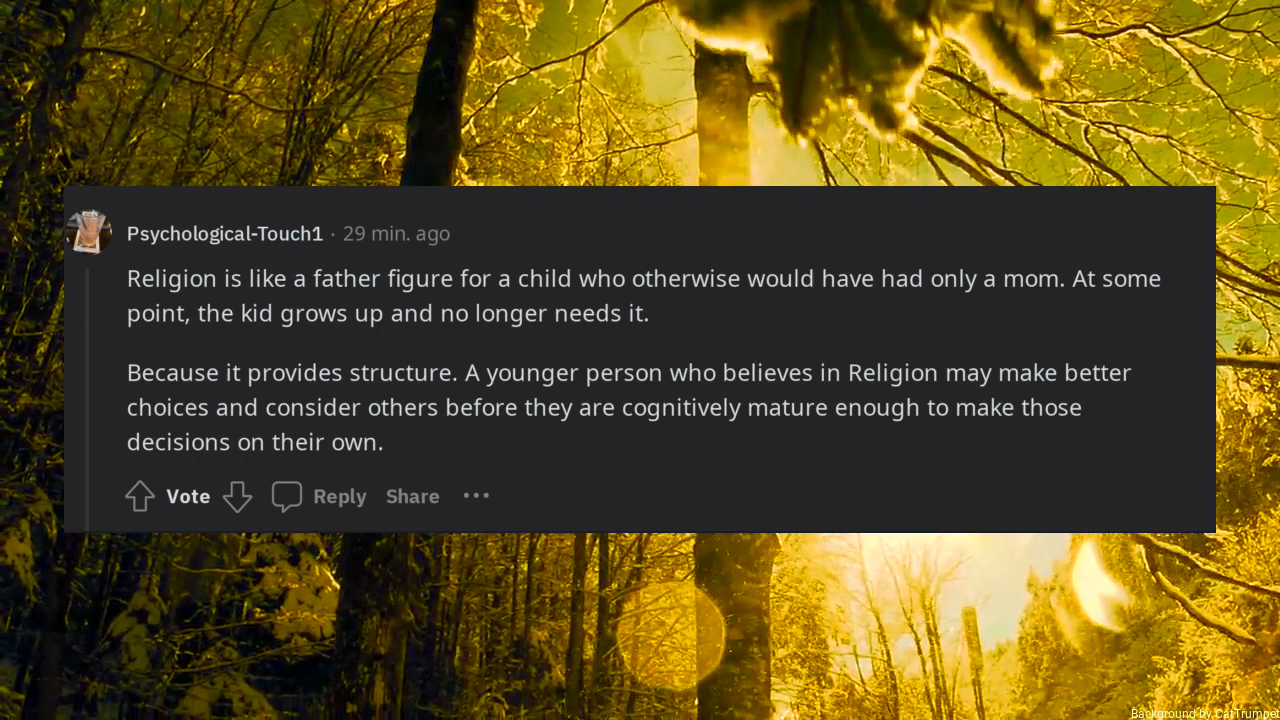 Psychological-Touch1 · 29 min. ago
Religion is like a father figure for a child who otherwise would have had only a mom. At some
point, the kid grows up and no longer needs it.
Because it provides structure. A younger person who believes in Religion may make better
choices and consider others before they are cognitively mature enough to make those
decisions on their own.
Vote Reply Share ···
Background by CatTrumpet